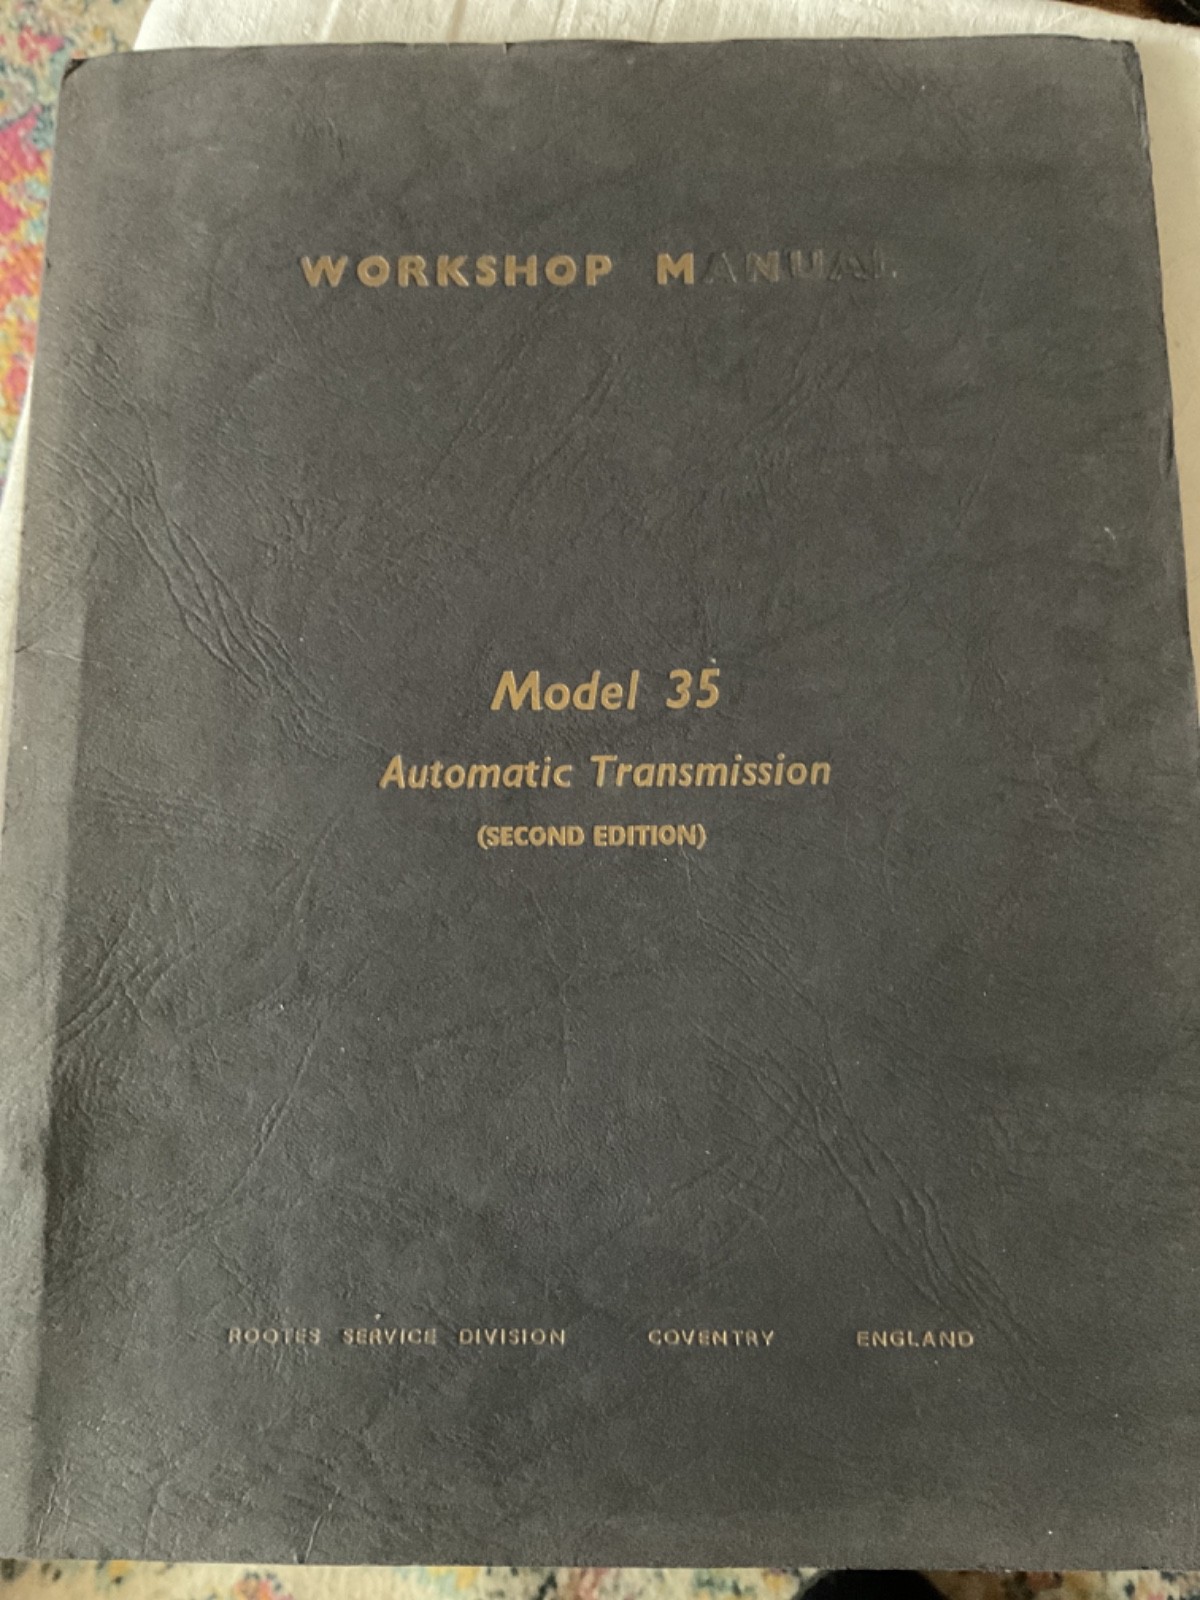 WORKSHOP MANUAL
Model 35
Automatic Transmission
(SECOND EDITION)
ROOTES SERVICE DIVISION COVENTRY ENGLAND